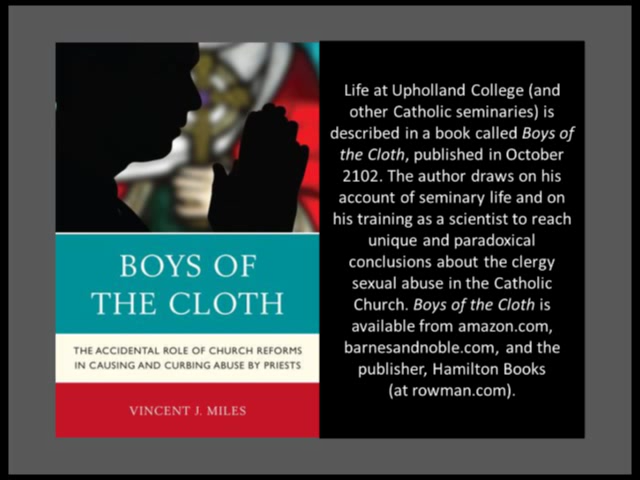 BOYS OF
THE CLOTH
THE ACCIDENTAL ROLE OF CHURCH REFORMS
IN CAUSING AND CURBING ABUSE BY PRIESTS
VINCENT J. MILES
Life at Upholland College (and
other Catholic seminaries) is
described in a book called Boys of
the Cloth, published in October
2102. The author draws on his
account of seminary life and on
his training as a scientist to reach
unique and paradoxical
conclusions about the clergy
sexual abuse in the Catholic
Church. Boys of the Cloth is
available from amazon.com,
barnesandnoble.com, and the
publisher, Hamilton Books
(at rowman.com).